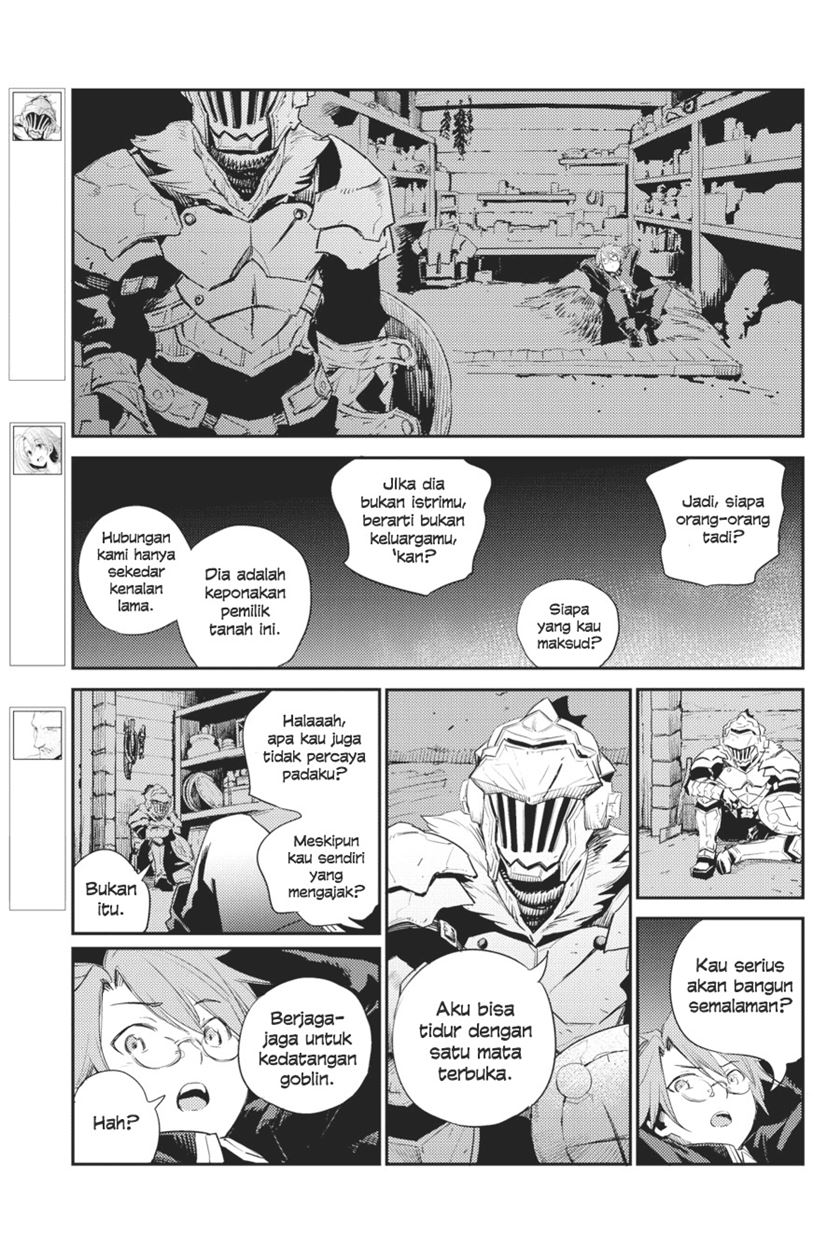 Jadi, siapa
orang-orang
tadi?
Siapa
yang kau
maksud?
JIka dia
bukan istrimu,
berarti bukan
keluargamu,
'kan?
Dia adalah
keponakan
pemilik
tanah ini.
Hubungan
kami hanya
sekedar
kenalan
lama.
Kau serius
akan bangun
semalaman?
Aku bisa
tidur dengan
satu mata
terbuka.
Halaaah,
apa kau juga
tidak percaya
padaku?
Meskipun
kau sendiri
yang
mengajak?
Bukan
itu.
Berjaga-
jaga untuk
kedatangan
goblin.
Hah?